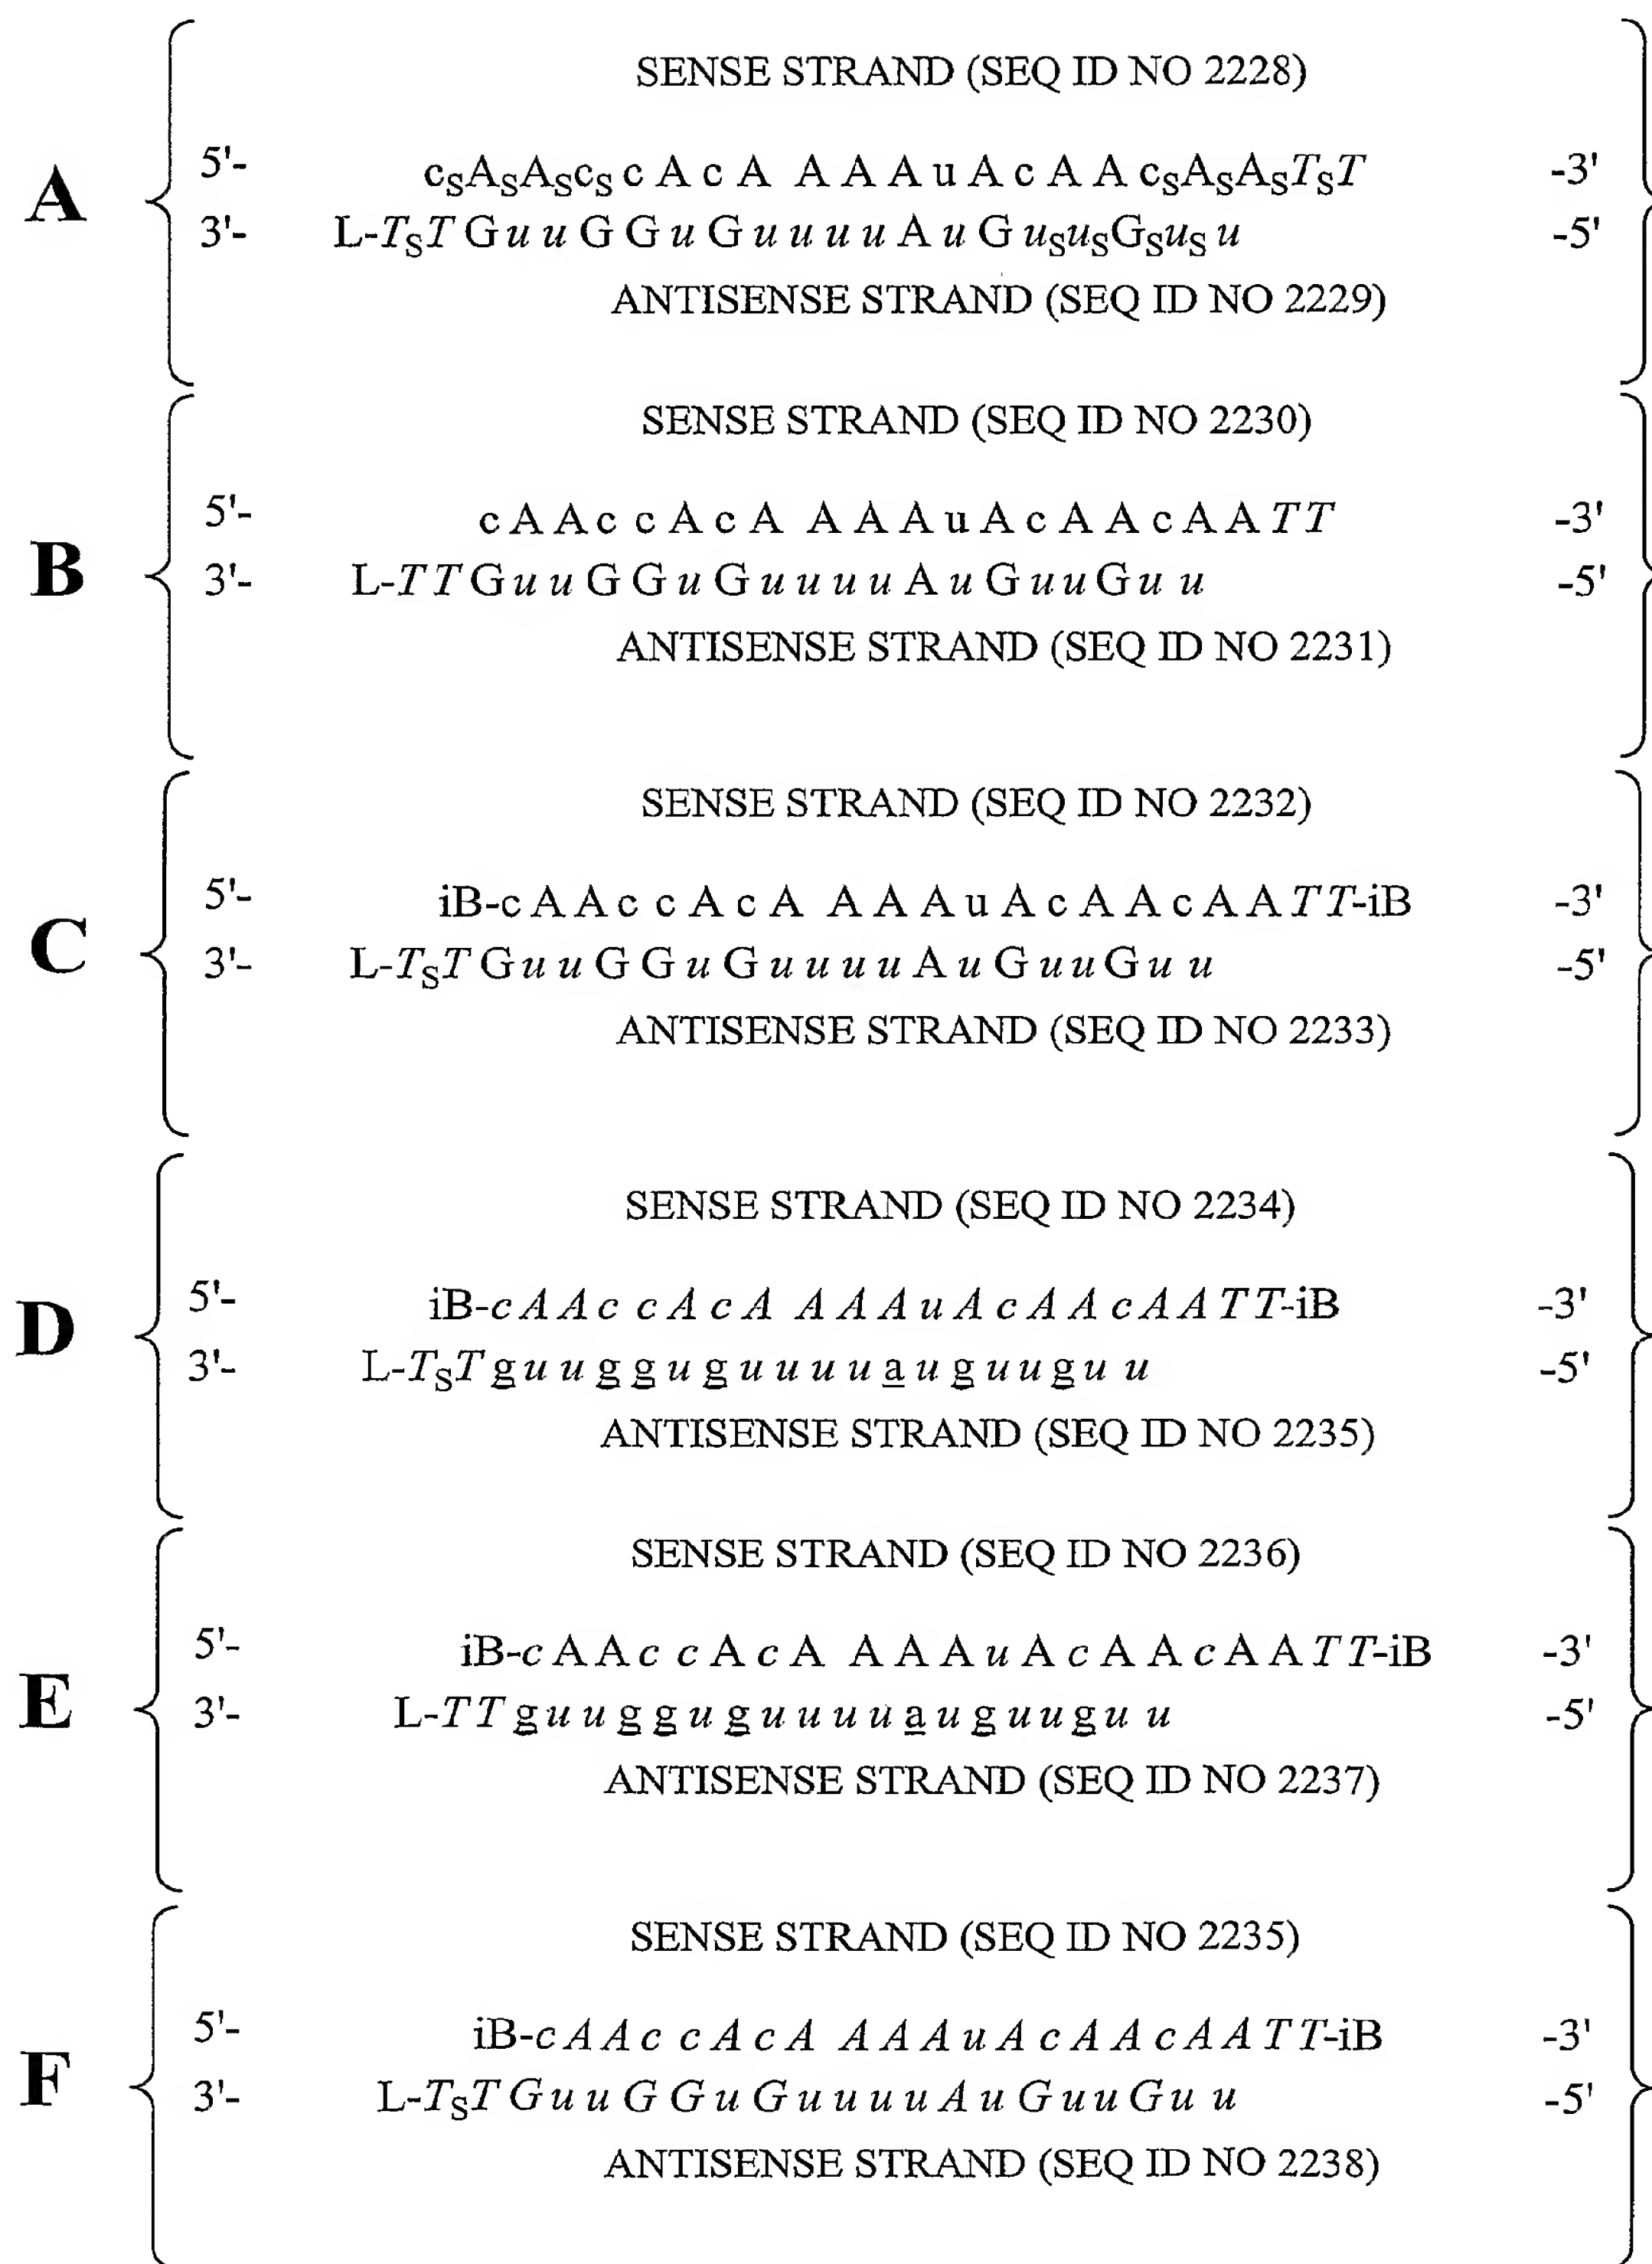 SENSE STRAND (SEQ ID NO 2228)
A
5'- cSASAScS c A c A A A A u A c A A cSASASTST -3'
3'- L-TST G u u G G u G u u u u A u G uSuSGSuS u -5'
ANTISENSE STRAND (SEQ ID NO 2229)
SENSE STRAND (SEQ ID NO 2230)
B
5'- c A A c c A c A A A A u A c A A c A A T T -3'
3'- L-T T G u u G G u G u u u u A u G u u G u u -5'
ANTISENSE STRAND (SEQ ID NO 2231)
SENSE STRAND (SEQ ID NO 2232)
C
5'- iB-c A A c c A c A A A A u A c A A c A A T T-iB -3'
3'- L-TST G u u G G u G u u u u A u G u u G u u -5'
ANTISENSE STRAND (SEQ ID NO 2233)
SENSE STRAND (SEQ ID NO 2234)
D
5'- iB-c A A c c A c A A A A u A c A A c A A T T-iB -3'
3'- L-TST g u u g g u g u u u u a u g u u g u u -5'
ANTISENSE STRAND (SEQ ID NO 2235)
SENSE STRAND (SEQ ID NO 2236)
E
5'- iB-c A A c c A c A A A A u A c A A c A A T T-iB -3'
3'- L-T T g u u g g u g u u u u a u g u u g u u -5'
ANTISENSE STRAND (SEQ ID NO 2237)
SENSE STRAND (SEQ ID NO 2235)
F
5'- iB-c A A c c A c A A A A u A c A A c A A T T-iB -3'
3'- L-TST G u u G G u G u u u u A u G u u G u u -5'
ANTISENSE STRAND (SEQ ID NO 2238)